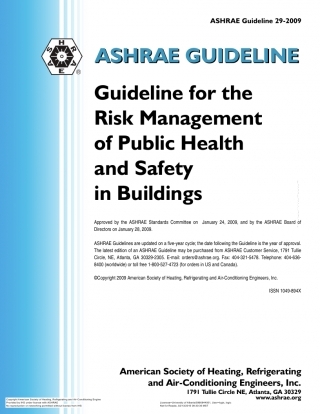 ASHRAE Guideline 29-2009
ASHRAE
®
ASHRAE GUIDELINE
Guideline for the
Risk Management
of Public Health
and Safety
in Buildings
Approved by the ASHRAE Standards Committee on January 24, 2009, and by the ASHRAE Board of
Directors on January 28, 2009.
ASHRAE Guidelines are updated on a five-year cycle; the date following the Guideline is the year of approval.
The latest edition of an ASHRAE Guideline may be purchased from ASHRAE Customer Service, 1791 Tullie
Circle, NE, Atlanta, GA 30329-2305. E-mail: orders@ashrae.org. Fax: 404-321-5478. Telephone: 404-636-
8400 (worldwide) or toll free 1-800-527-4723 (for orders in US and Canada).
©Copyright 2009 American Society of Heating, Refrigerating and Air-Conditioning Engineers, Inc.
ISSN 1049-894X
American Society of Heating, Refrigerating
and Air-Conditioning Engineers, Inc.
1791 Tullie Circle NE, Atlanta, GA 30329
www.ashrae.org